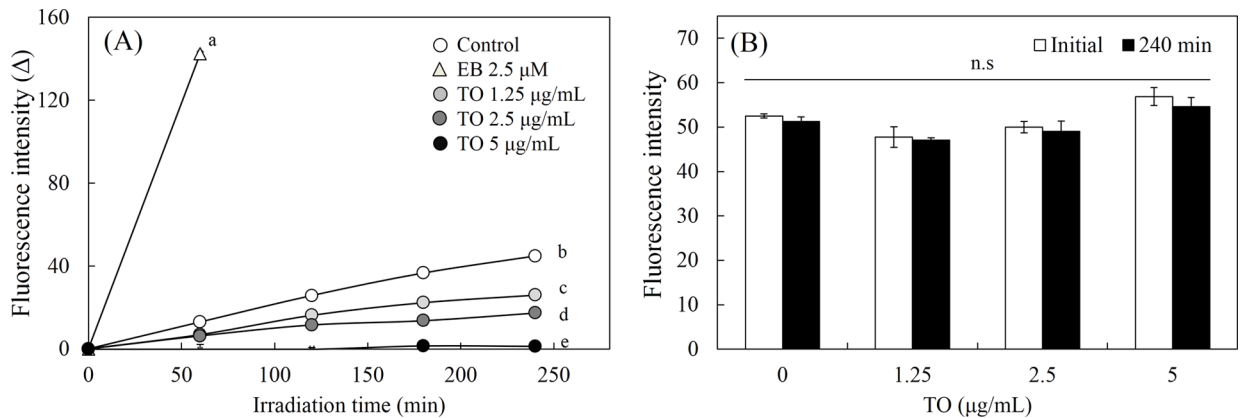 (A)
Fluorescence intensity (Δ)
160
120
80
40
0
Control
EB 2.5 μM
TO 1.25 μg/mL
TO 2.5 μg/mL
TO 5 μg/mL
a
b
c
d
e
0 50 100 150 200 250
Irradiation time (min)
(B)
Fluorescence intensity
70
60
50
40
30
20
10
0
Initial 240 min
n.s
0 1.25 2.5 5
TO (μg/mL)